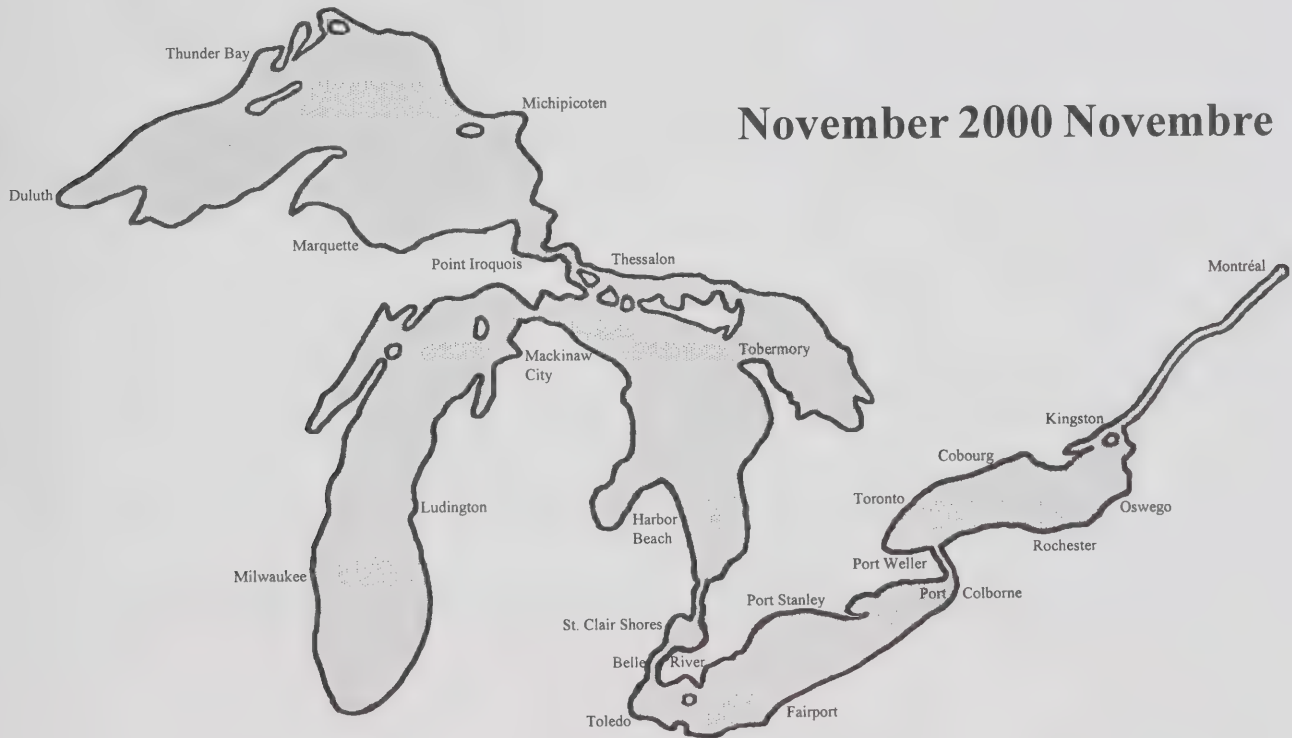 Thunder Bay
Michipicoten
November 2000 Novembre
Duluth
Marquette
Point Iroquois
Thessalon
Montréal
Mackinaw
City
Tobermory
Kingston
Cobourg
Toronto
Oswego
Ludington
Harbor
Beach
Rochester
Port Weller
Milwaukee
Port Colborne
Port Stanley
St. Clair Shores
Belle River
Toledo
Fairport